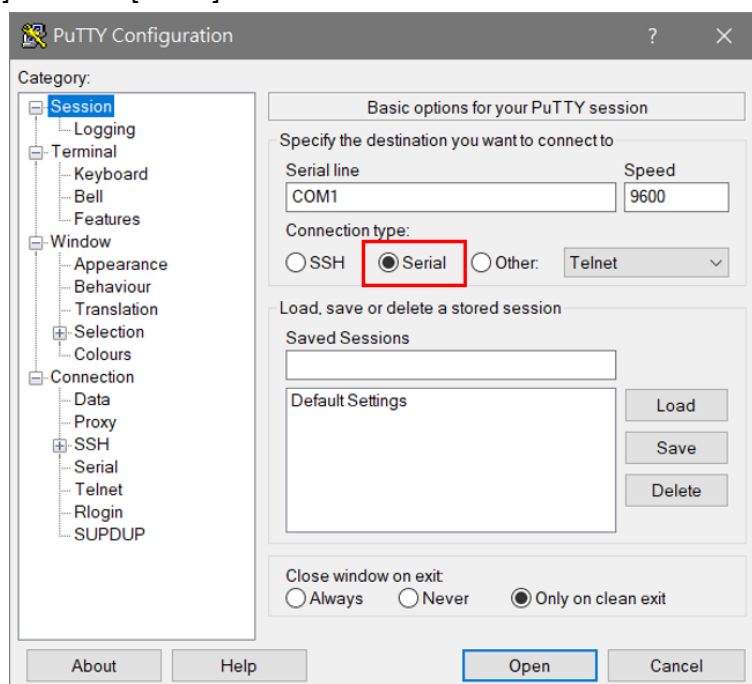 PuTTY Configuration ? ×
Category:
Session
Logging
Terminal
Keyboard
Bell
Features
Window
Appearance
Behaviour
Translation
Selection
Colours
Connection
Data
Proxy
SSH
Serial
Telnet
Rlogin
SUPDUP
Basic options for your PuTTY session
Specify the destination you want to connect to
Serial line Speed
COM1 9600
Connection type:
SSH Serial Other: Telnet
Load, save or delete a stored session
Saved Sessions
Default Settings
Load
Save
Delete
Close window on exit:
Always Never Only on clean exit
About Help Open Cancel